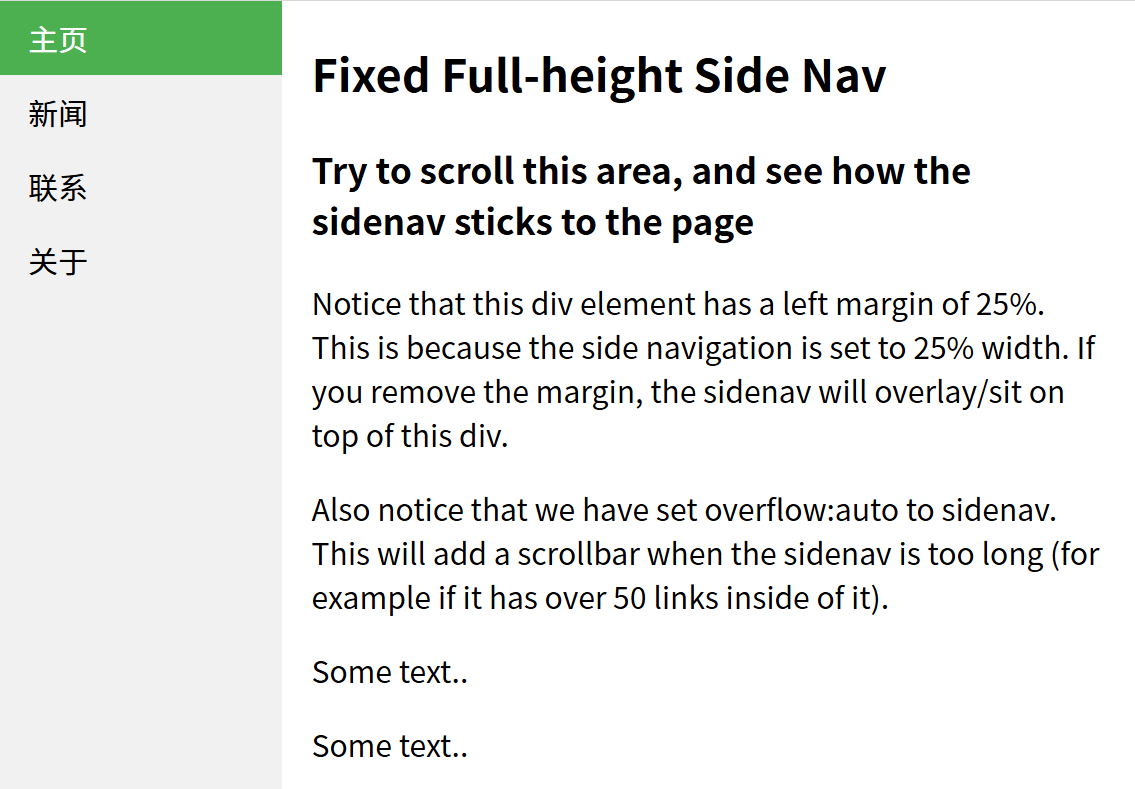 主页
新闻
联系
关于
Fixed Full-height Side Nav
Try to scroll this area, and see how the
sidenav sticks to the page
Notice that this div element has a left margin of 25%.
This is because the side navigation is set to 25% width. If
you remove the margin, the sidenav will overlay/sit on
top of this div.
Also notice that we have set overflow:auto to sidenav.
This will add a scrollbar when the sidenav is too long (for
example if it has over 50 links inside of it).
Some text..
Some text..